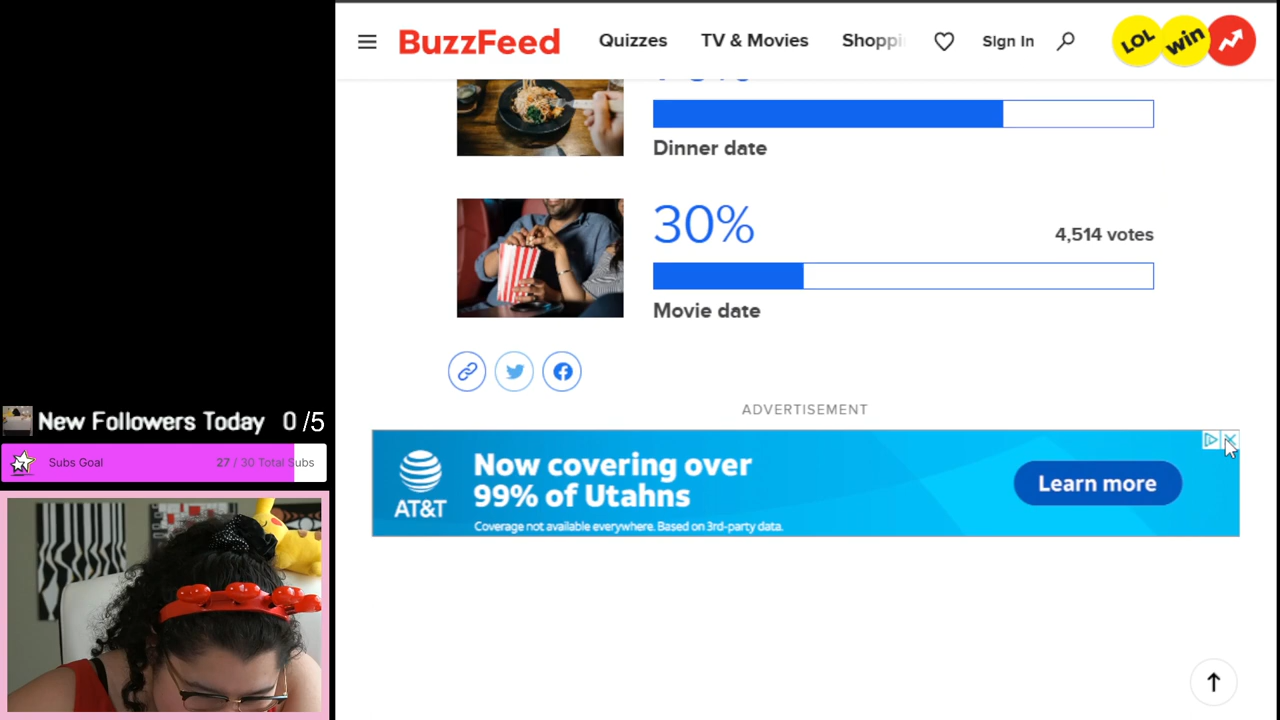 BuzzFeed
Quizzes
TV & Movies
Sign In
LOL
win
Dinner date
30%
4,514 votes
Movie date
ADVERTISEMENT
AT&T
Now covering over
99% of Utahns
Coverage not available everywhere. Based on 3rd-party data.
Learn more
New Followers Today 0 /5
Subs Goal
27 / 30 Total Subs